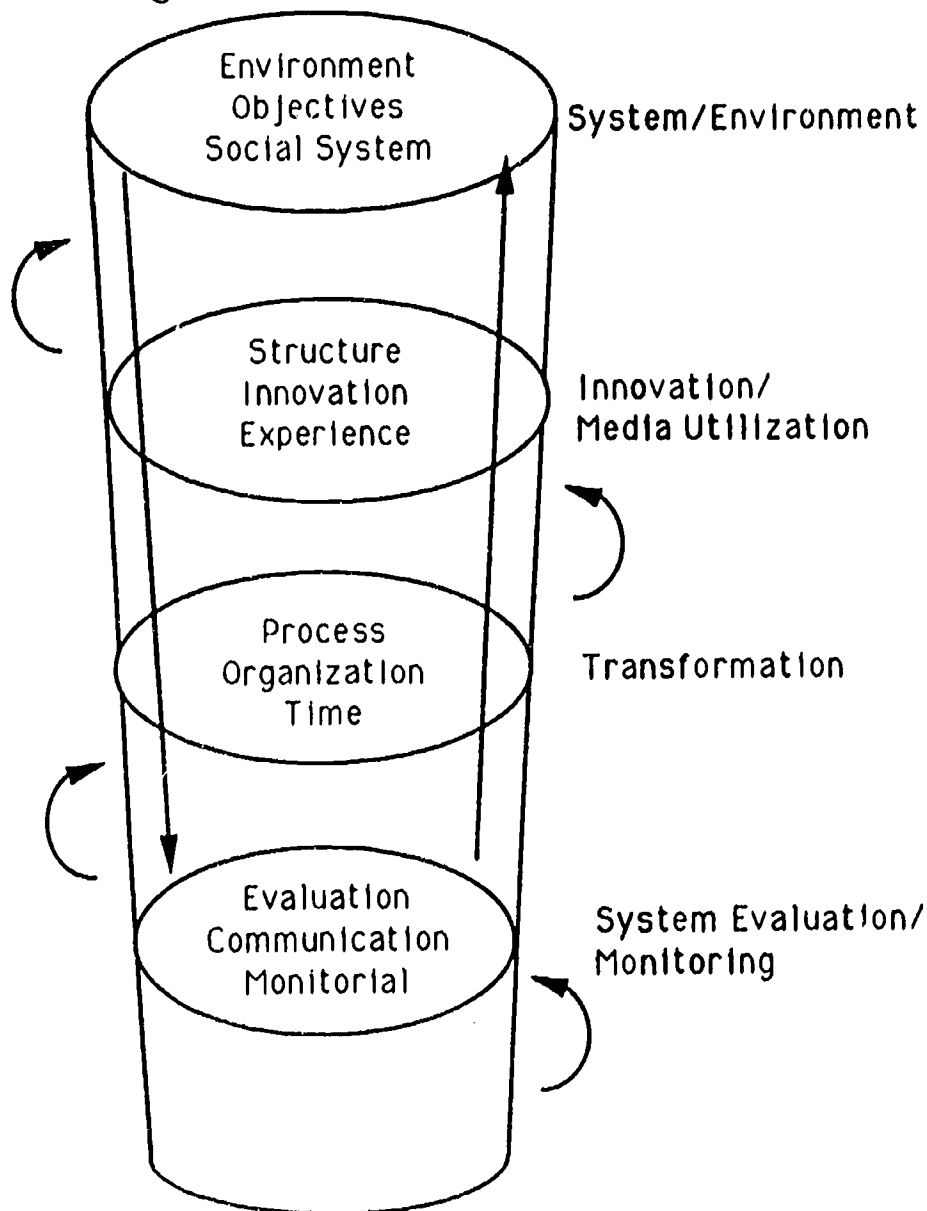 Environment
Objectives
Social System
System/Environment
Structure
Innovation
Experience
Innovation/
Media Utilization
Process
Organization
Time
Transformation
Evaluation
Communication
Monitorial
System Evaluation/
Monitoring